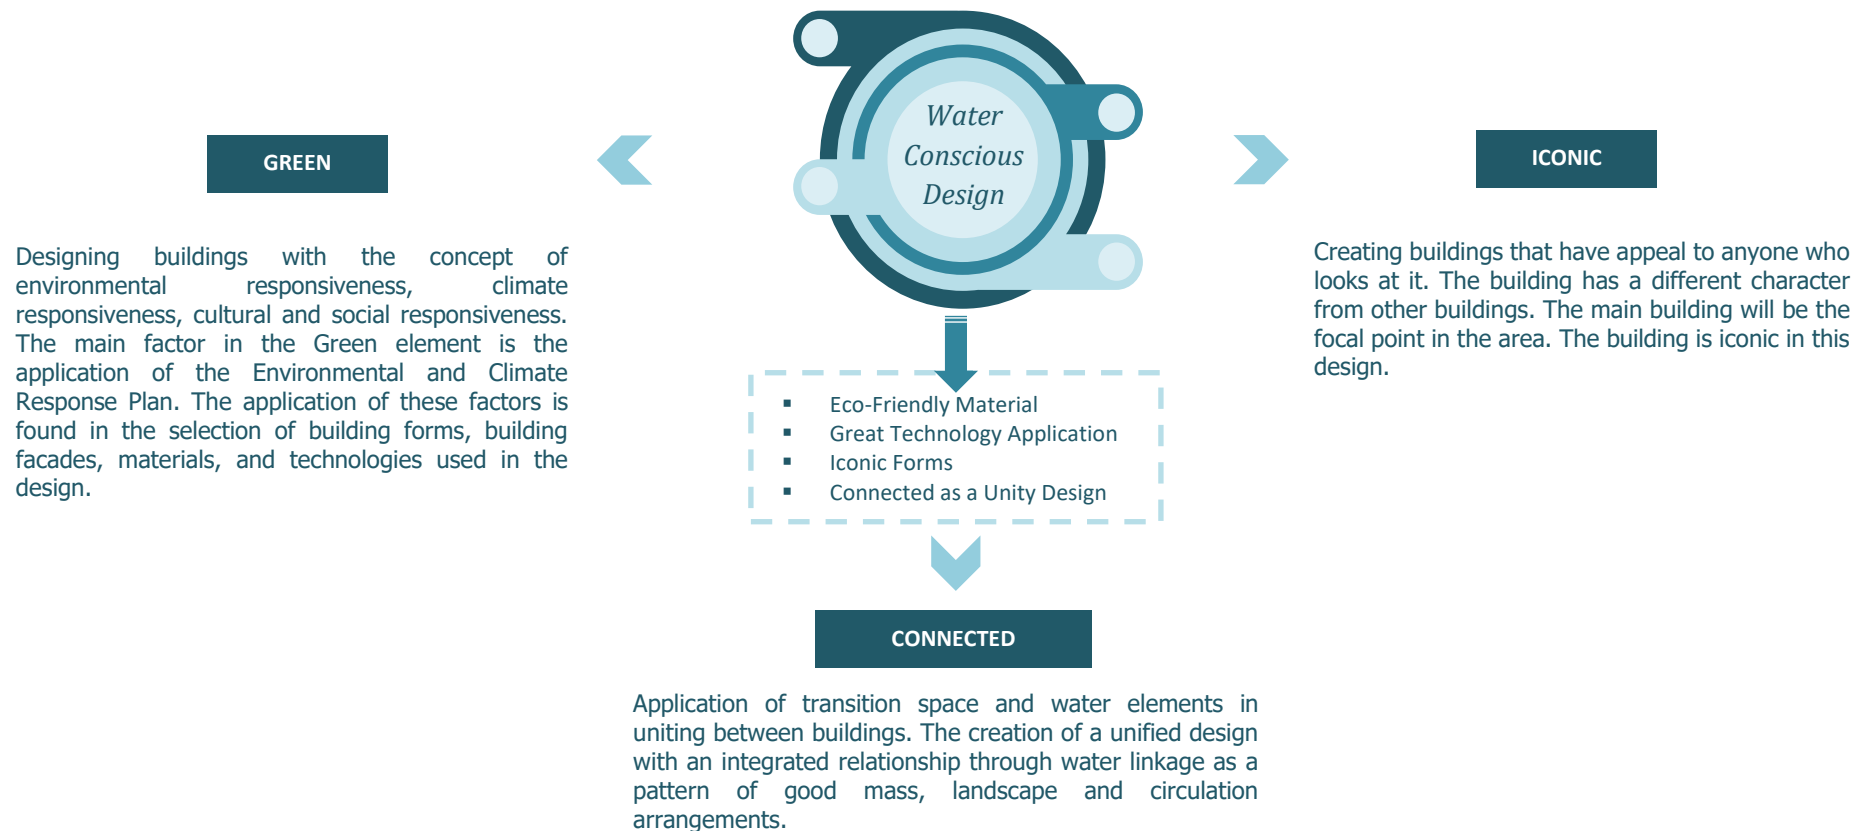 Water
Conscious
Design
GREEN
Designing buildings with the concept of
environmental responsiveness, climate
responsiveness, cultural and social responsiveness.
The main factor in the Green element is the
application of the Environmental and Climate
Response Plan. The application of these factors is
found in the selection of building forms, building
facades, materials, and technologies used in the
design.
ICONIC
Creating buildings that have appeal to anyone who
looks at it. The building has a different character
from other buildings. The main building will be the
focal point in the area. The building is iconic in this
design.
▪ Eco-Friendly Material
▪ Great Technology Application
▪ Iconic Forms
▪ Connected as a Unity Design
CONNECTED
Application of transition space and water elements in
uniting between buildings. The creation of a unified design
with an integrated relationship through water linkage as a
pattern of good mass, landscape and circulation
arrangements.